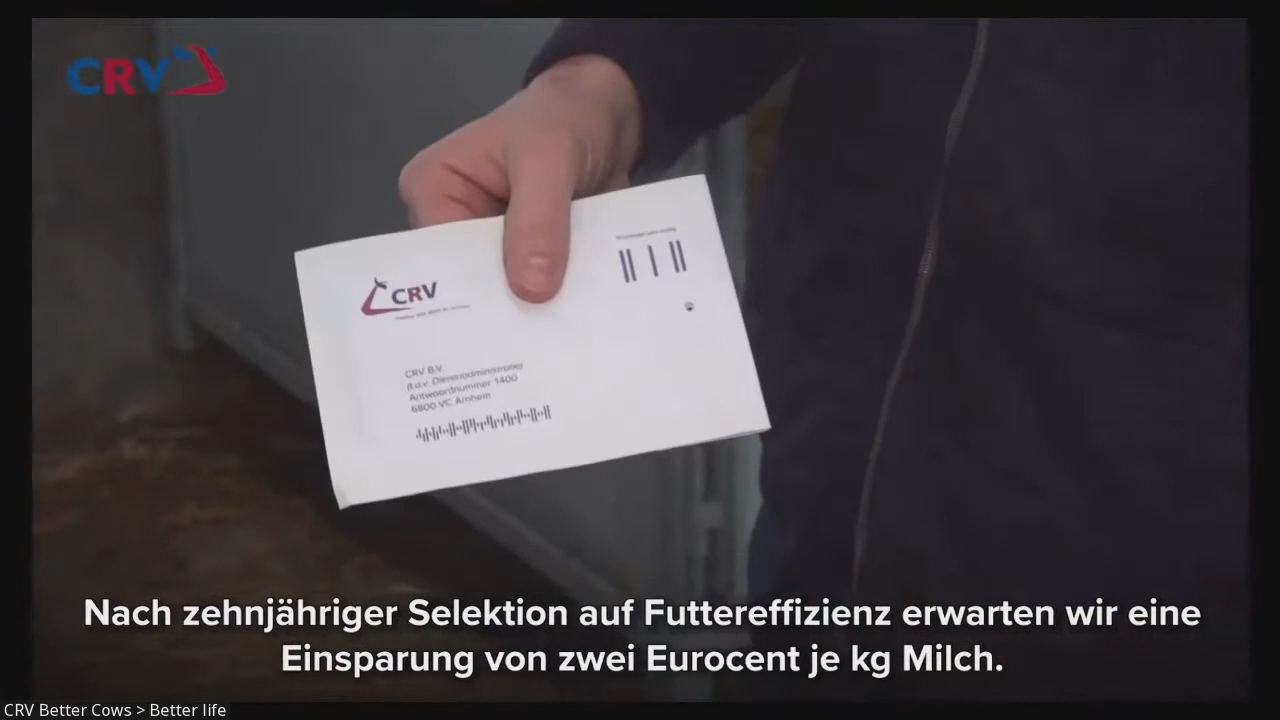 CRV
CRV
CRV B.V.
Antwoordnummer 1400
6800 VC Arnhem
Nach zehnjähriger Selektion auf Futtereffizienz erwarten wir eine
Einsparung von zwei Eurocent je kg Milch.
CRV Better Cows > Better life